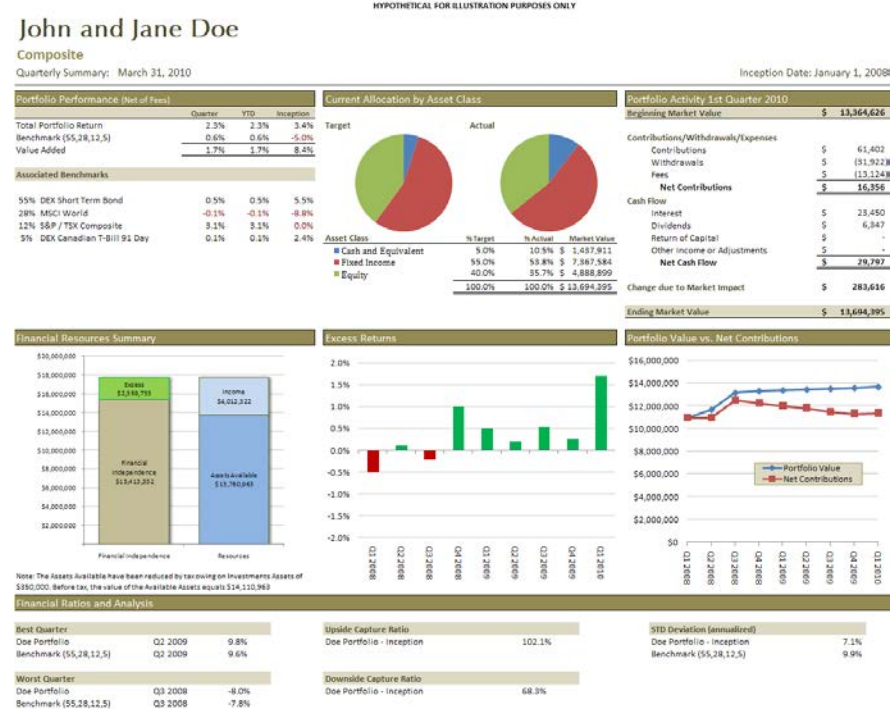 HYPOTHETICAL FOR ILLUSTRATION PURPOSES ONLY
John and Jane Doe
Composite
Quarterly Summary: March 31, 2010
Inception Date: January 1, 2008
Portfolio Performance (Net of Fees)
Quarter YTD Inception
Total Portfolio Return 2.3% 2.3% 3.4%
Benchmark (55,28,12,5) 0.6% 0.6% -5.0%
Value Added 1.7% 1.7% 8.4%
Associated Benchmarks
55% DEX Short Term Bond 0.5% 0.5% 5.5%
28% MSCI World -0.1% -0.1% -9.8%
12% S&P / TSX Composite 3.1% 3.1% 0.0%
5% DEX Canadian T-Bill 91 Day 0.1% 0.1% 2.4%
Current Allocation by Asset Class
Target Actual
Asset Class % Target % Actual Market Value
Cash and Equivalent 5.0% 10.5% $ 1,437,911
Fixed Income 55.0% 53.8% $ 7,367,584
Equity 40.0% 35.7% $ 4,888,899
100.0% 100.0% $ 13,694,395
Portfolio Activity 1st Quarter 2010
Beginning Market Value $ 13,364,626
Contributions/Withdrawals/Expenses
Contributions $ 61,402
Withdrawals $ (31,922)
Fees $ (13,124)
Net Contributions $ 16,356
Cash Flow
Interest $ 23,450
Dividends $ 6,347
Return of Capital $ -
Other Income or Adjustments $ -
Net Cash Flow $ 29,797
Change due to Market Impact $ 283,616
Ending Market Value $ 13,694,395
Financial Resources Summary
$20,000,000
$18,000,000
$16,000,000
$14,000,000
$12,000,000
$10,000,000
$8,000,000
$6,000,000
$4,000,000
$2,000,000
Excess
Financial
Independence
Income
$4,012,322
Assets Available
Financial Independence Resources
Note: The Assets Available have been reduced by tax owing on Investments Assets of
$350,000. Before tax, the value of the Available Assets equals $14,110,963
Excess Returns
2.0%
1.5%
1.0%
0.5%
0.0%
-0.5%
-1.0%
-1.5%
-2.0%
Q1 2008
Q2 2008
Q3 2008
Q4 2008
Q1 2009
Q2 2009
Q3 2009
Q4 2009
Q1 2010
Portfolio Value vs. Net Contributions
$16,000,000
$14,000,000
$12,000,000
$10,000,000
$8,000,000
$6,000,000
$4,000,000
$2,000,000
$0
Portfolio Value
Net Contributions
Q1 2008
Q2 2008
Q3 2008
Q4 2008
Q1 2009
Q2 2009
Q3 2009
Q4 2009
Q1 2010
Financial Ratios and Analysis
Best Quarter
Doe Portfolio Q2 2009 9.8%
Benchmark (55,28,12,5) Q2 2009 9.6%
Worst Quarter
Doe Portfolio Q3 2008 -8.0%
Benchmark (55,28,12,5) Q3 2008 -7.8%
Upside Capture Ratio
Doe Portfolio - Inception 102.1%
Downside Capture Ratio
Doe Portfolio - Inception 68.3%
STD Deviation (annualized)
Doe Portfolio - Inception 7.1%
Benchmark (55,28,12,5) 9.9%